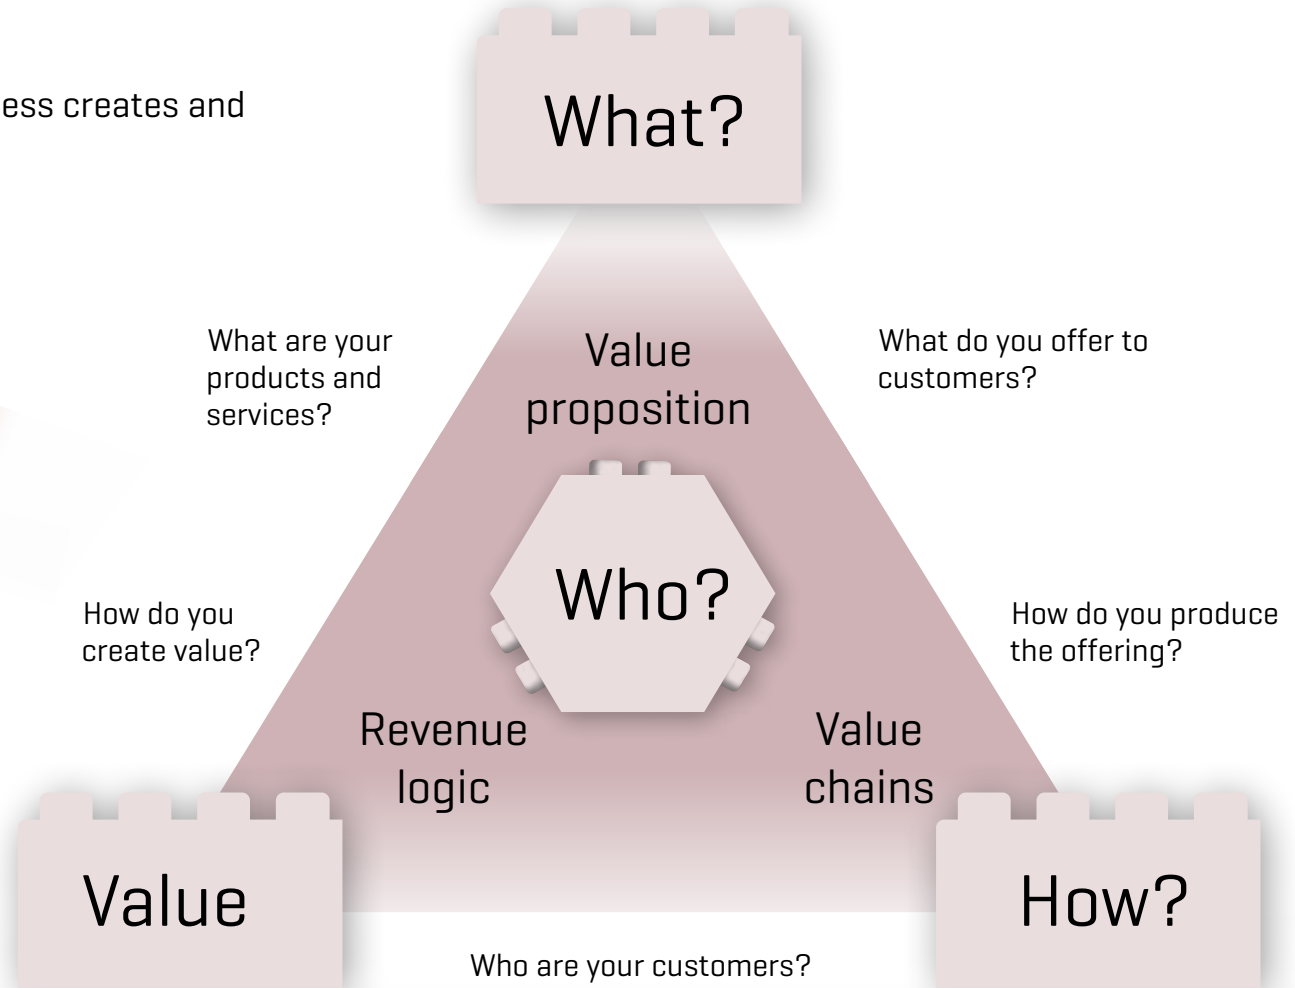 ess creates and
What?
What are your
products and
services?
Value
proposition
What do you offer to
customers?
Who?
How do you
create value?
How do you produce
the offering?
Revenue
logic
Value
chains
Value
How?
Who are your customers?